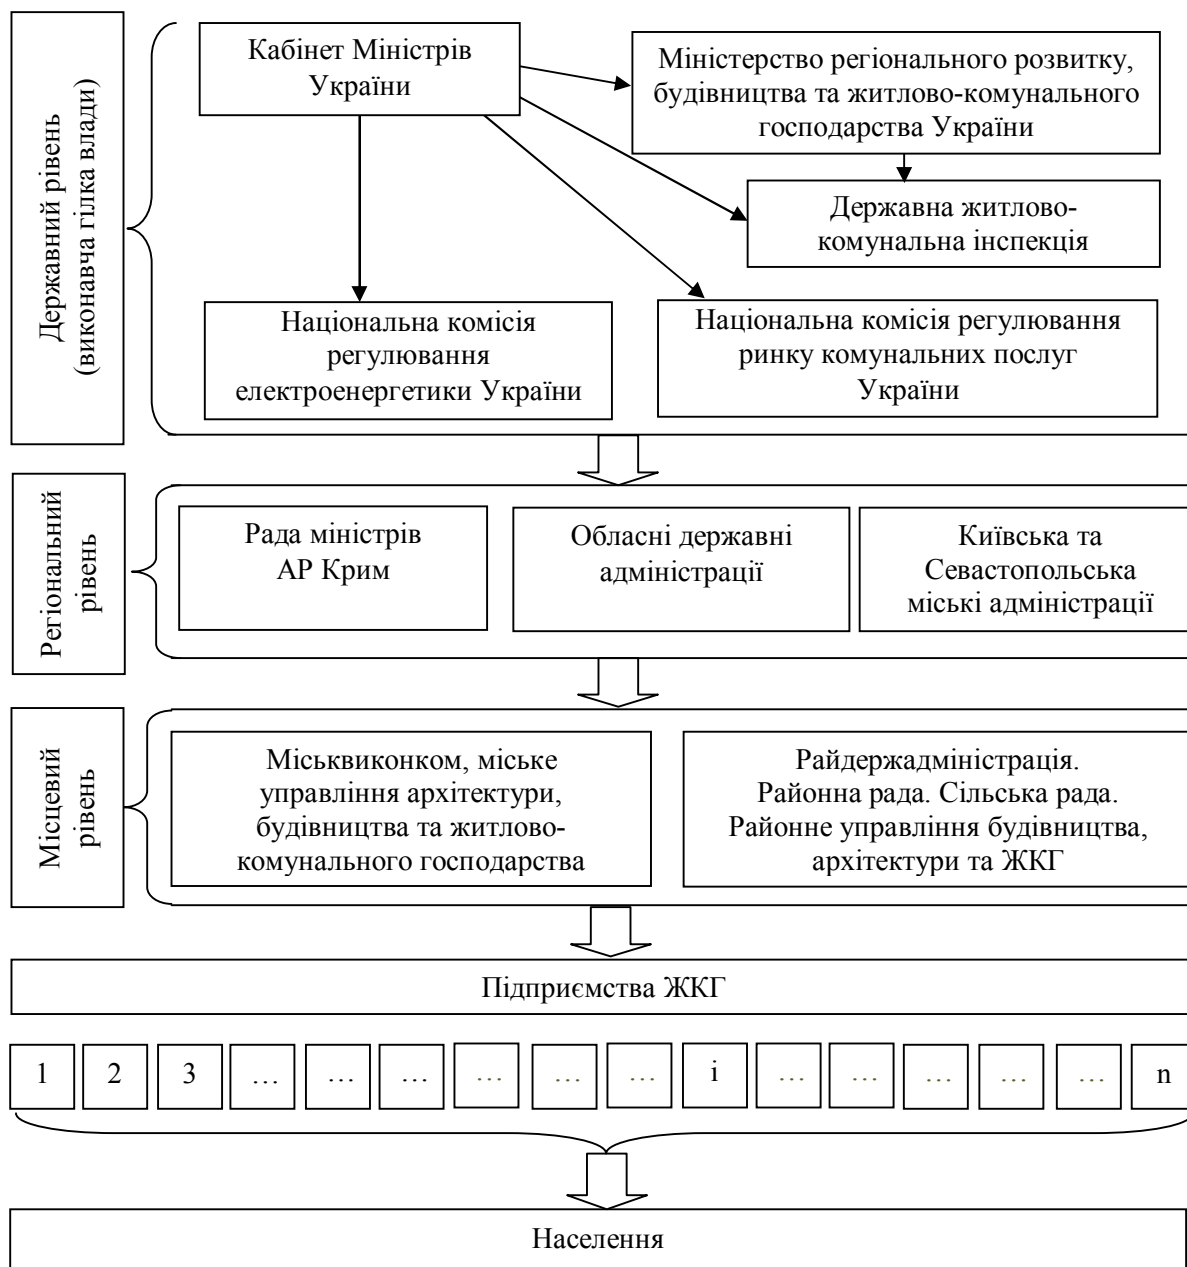 Державний рівень
(виконавча гілка влади)
Кабінет Міністрів
України
Міністерство регіонального розвитку,
будівництва та житлово-комунального
господарства України
Державна житлово-
комунальна інспекція
Національна комісія
регулювання
електроенергетики України
Національна комісія регулювання
ринку комунальних послуг
України
Регіональний
рівень
Рада міністрів
АР Крим
Обласні державні
адміністрації
Київська та
Севастопольська
міські адміністрації
Місцевий
рівень
Міськвиконком, міське
управління архітектури,
будівництва та житлово-
комунального господарства
Райдержадміністрація.
Районна рада. Сільська рада.
Районне управління будівництва,
архітектури та ЖКГ
Підприємства ЖКГ
1 2 3 … … … … … … і … … … … … n
Населення